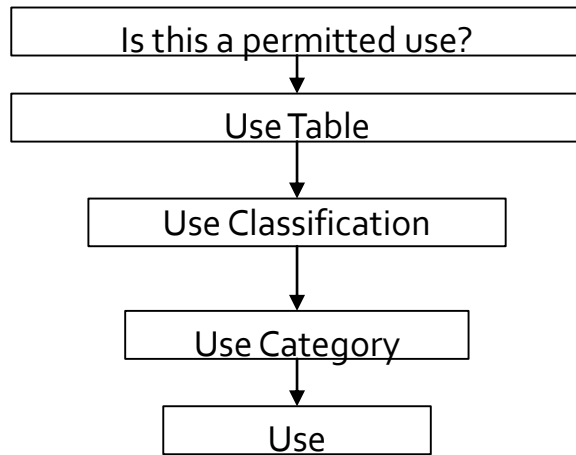 Is this a permitted use?
Use Table
Use Classification
Use Category
Use